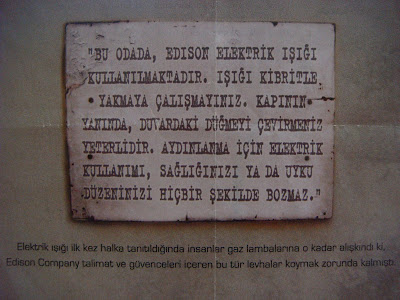 "BU ODADA, EDISON ELEKTRİK IŞIĞI
KULLANILMAKTADIR. IŞIĞI KİBRİTLE
YAKMAYA ÇALIŞMAYINIZ. KAPININ
YANINDA, DUVARDAKİ DÜĞMEYİ ÇEVİRMENİZ
YETERLİDİR. AYDINLANMA İÇİN ELEKTRİK
KULLANIMI, SAĞLIĞINIZI YA DA UYKU
DÜZENİNİZİ HİÇBİR ŞEKİLDE BOZMAZ."
Elektrik ışığı ilk kez halka tanıtıldığında insanlar gaz lambalarına o kadar alışkındı ki,
Edison Company talimat ve güvenceleri içeren bu tür levhalar koymak zorunda kalmıştı.